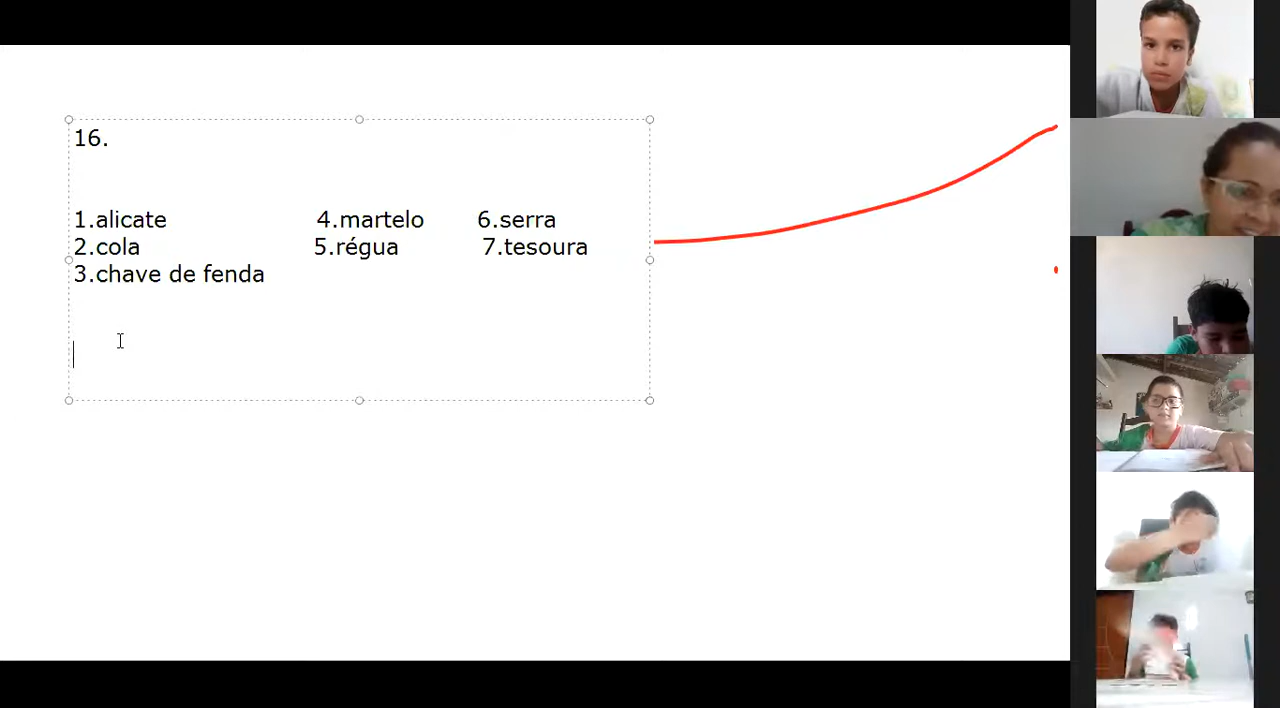 16.
1.alicate 4.martelo 6.serra
2.cola 5.régua 7.tesoura
3.chave de fenda